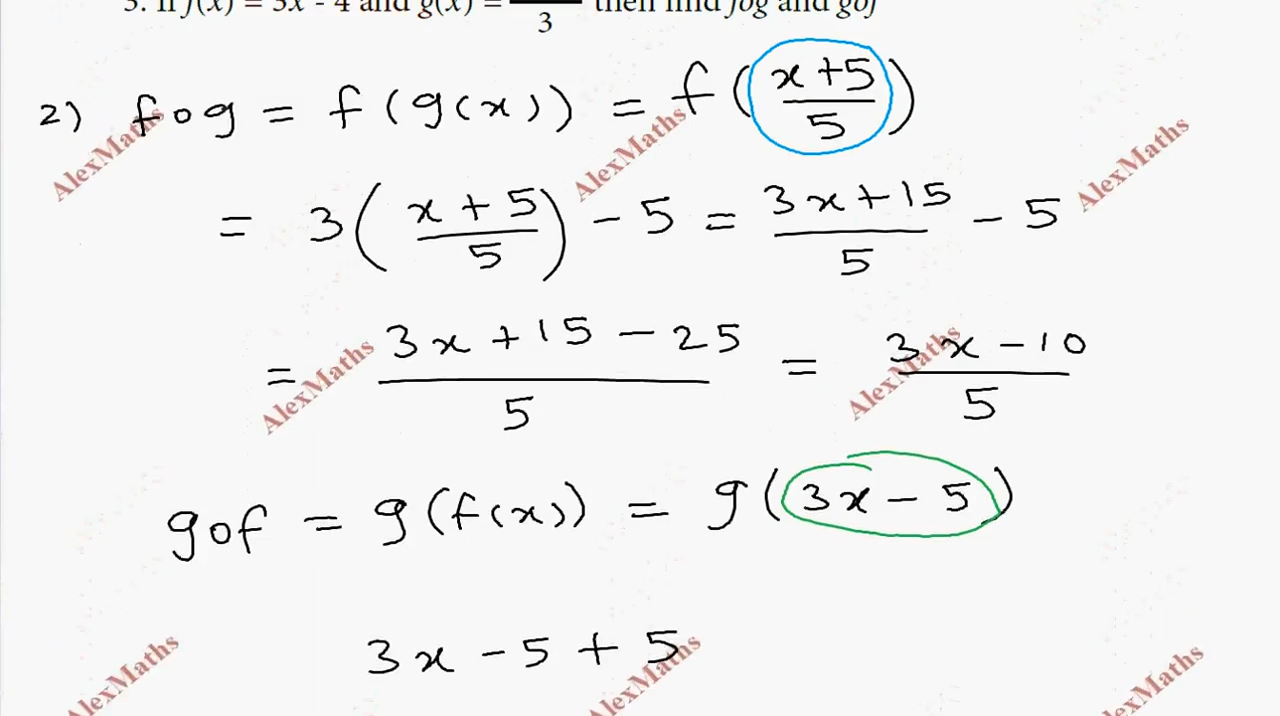 3. If f(x) = 3x - 4 and g(x) = 3 then find fog and gof
2) fog = f(g(x)) = f((x+5)/5)
= 3((x+5)/5) - 5 = (3x+15)/5 - 5
= (3x+15-25)/5 = (3x-10)/5
gof = g(f(x)) = g(3x-5)
3x - 5 + 5
AlexMaths
AlexMaths
AlexMaths
AlexMaths
AlexMaths
AlexMaths
AlexMaths
AlexMaths